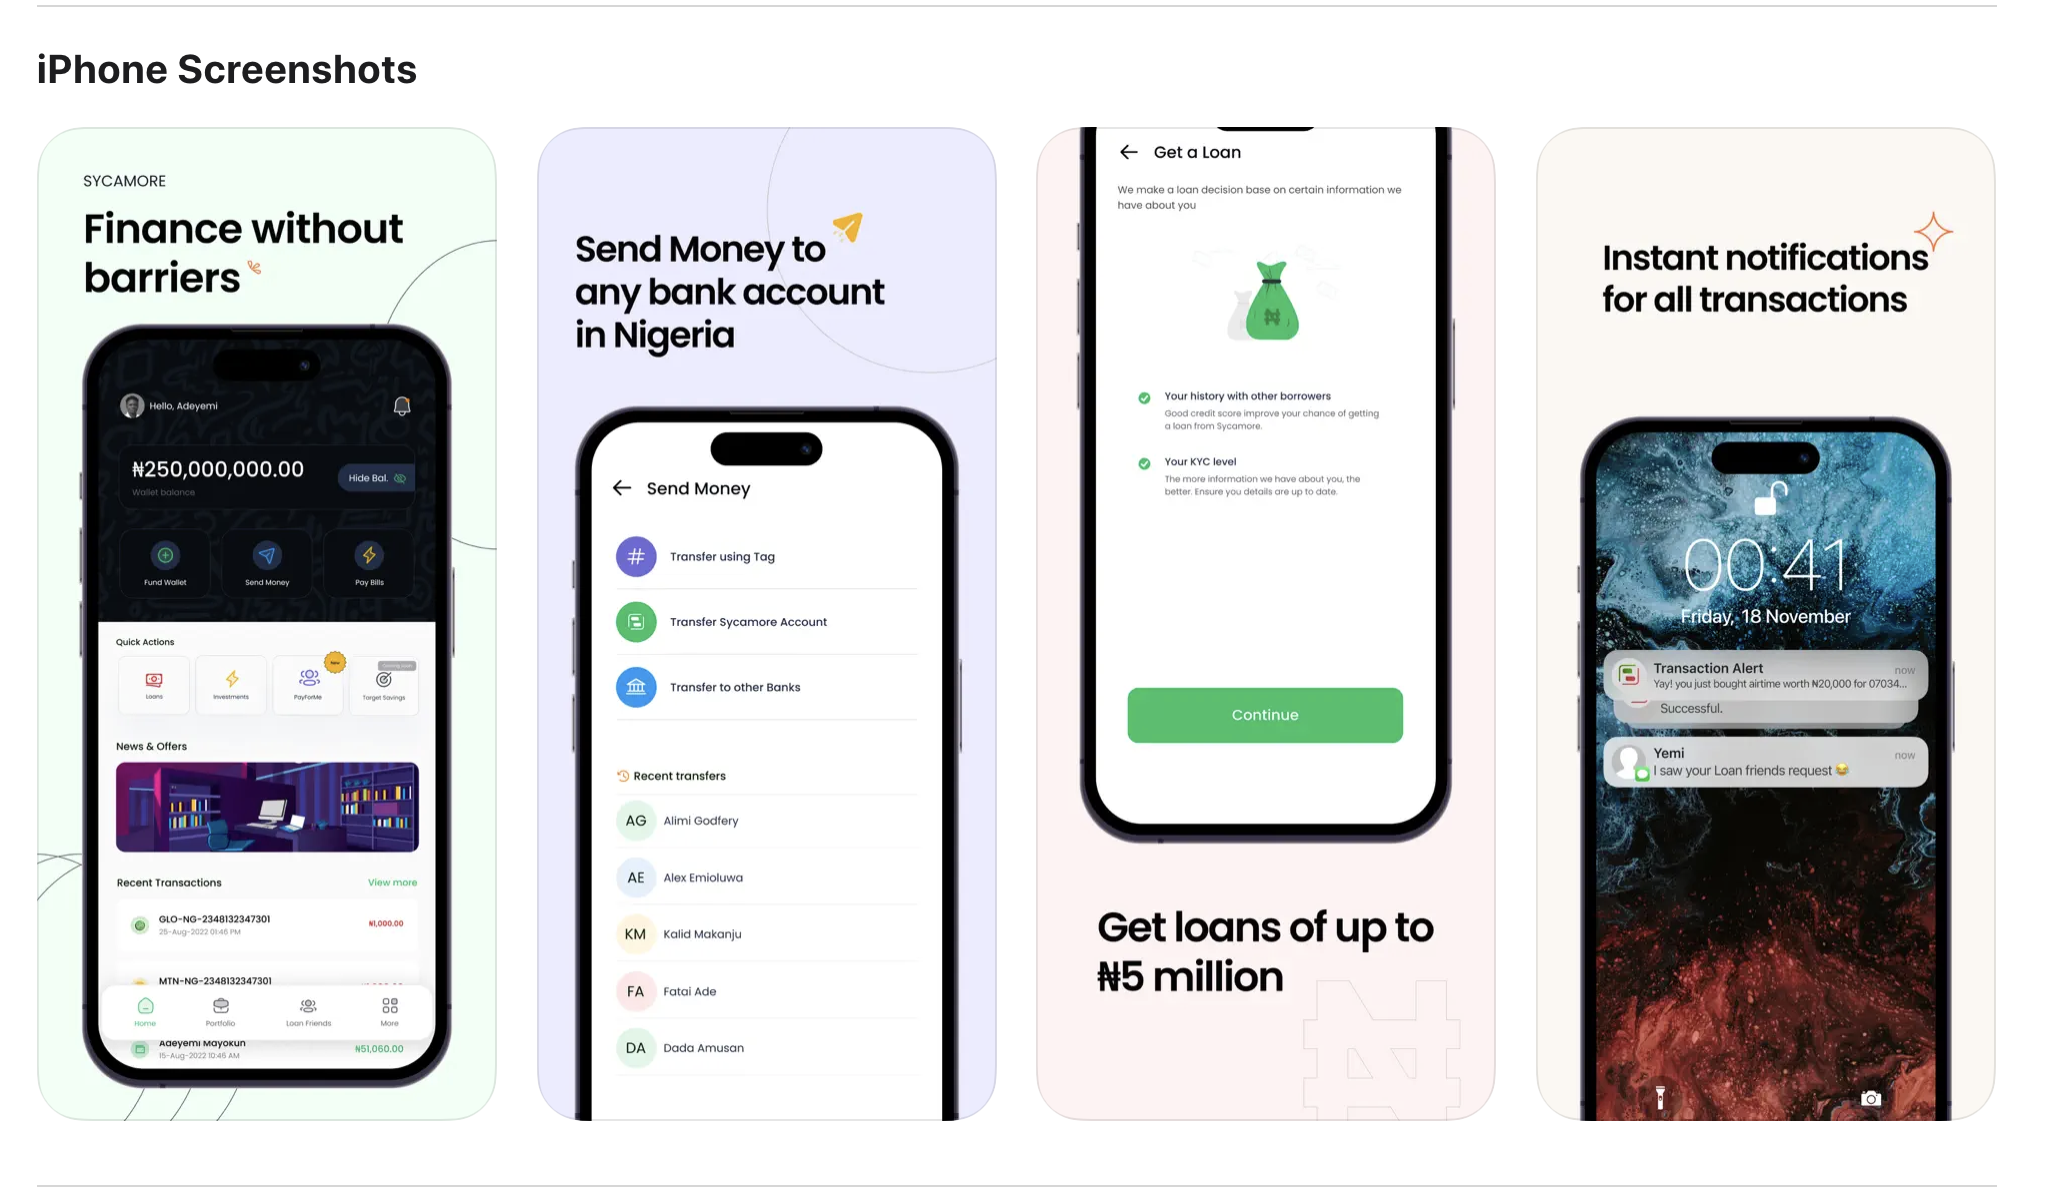 iPhone Screenshots
SYCAMORE
Finance without
barriers
Hello, Adeyemi
₦250,000,000.00
Hide Bal.
Wallet balance
Fund Wallet
Send Money
Pay Bills
Quick Actions
New
Coming Soon
Loans
Investments
PayForMe
Target Savings
News & Offers
Recent Transactions
View more
GLO-NG-2348132347301
₦1,000.00
25-Aug-2022 01:46 PM
MTN-NG-2348132347301
Home
Portfolio
Loan Friends
More
Adeyemi Mayokun
₦51,060.00
15-Aug-2022 10:46 AM
Send Money to
any bank account
in Nigeria
Send Money
Transfer using Tag
Transfer Sycamore Account
Transfer to other Banks
Recent transfers
AG Alimi Godfery
AE Alex Emioluwa
KM Kalid Makanju
FA Fatai Ade
DA Dada Amusan
Get a Loan
We make a loan decision base on certain information we
have about you
₦
Your history with other borrowers
Good credit score improve your chance of getting
a loan from Sycamore.
Your KYC level
The more information we have about you, the
better. Ensure you details are up to date.
Continue
Get loans of up to
₦5 million
₦
Instant notifications
for all transactions
00:41
Friday, 18 November
Transaction Alert
now
Yay! you just bought airtime worth ₦20,000 for 07034...
Successful.
Yemi
now
I saw your Loan friends request 😂